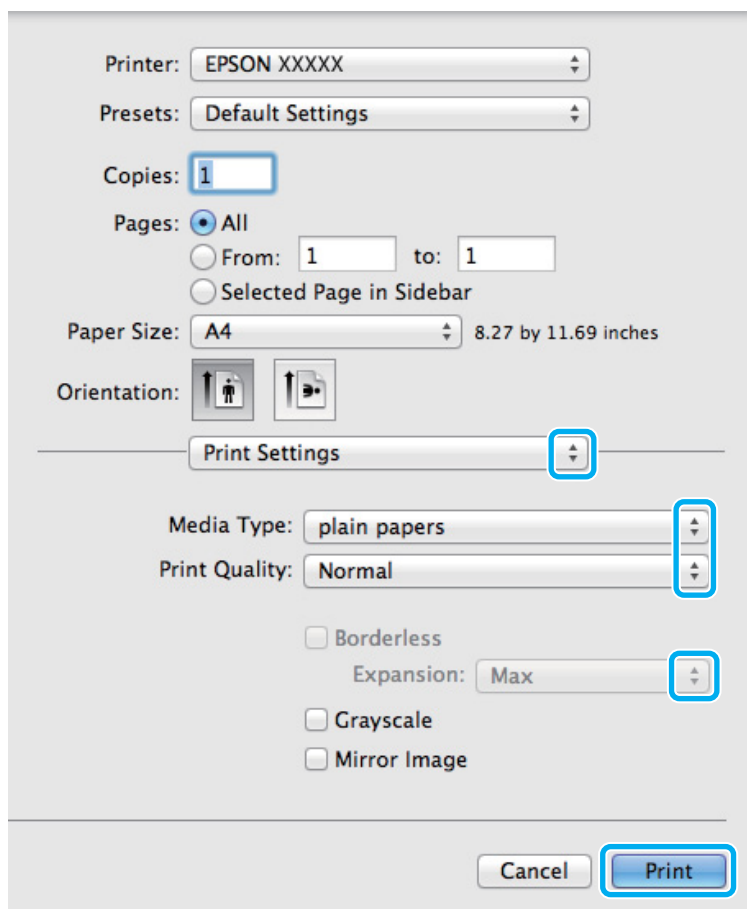 Printer: EPSON XXXXX
Presets: Default Settings
Copies: 1
Pages: All
From: 1 to: 1
Selected Page in Sidebar
Paper Size: A4 8.27 by 11.69 inches
Orientation:
Print Settings
Media Type: plain papers
Print Quality: Normal
Borderless
Expansion: Max
Grayscale
Mirror Image
Cancel Print